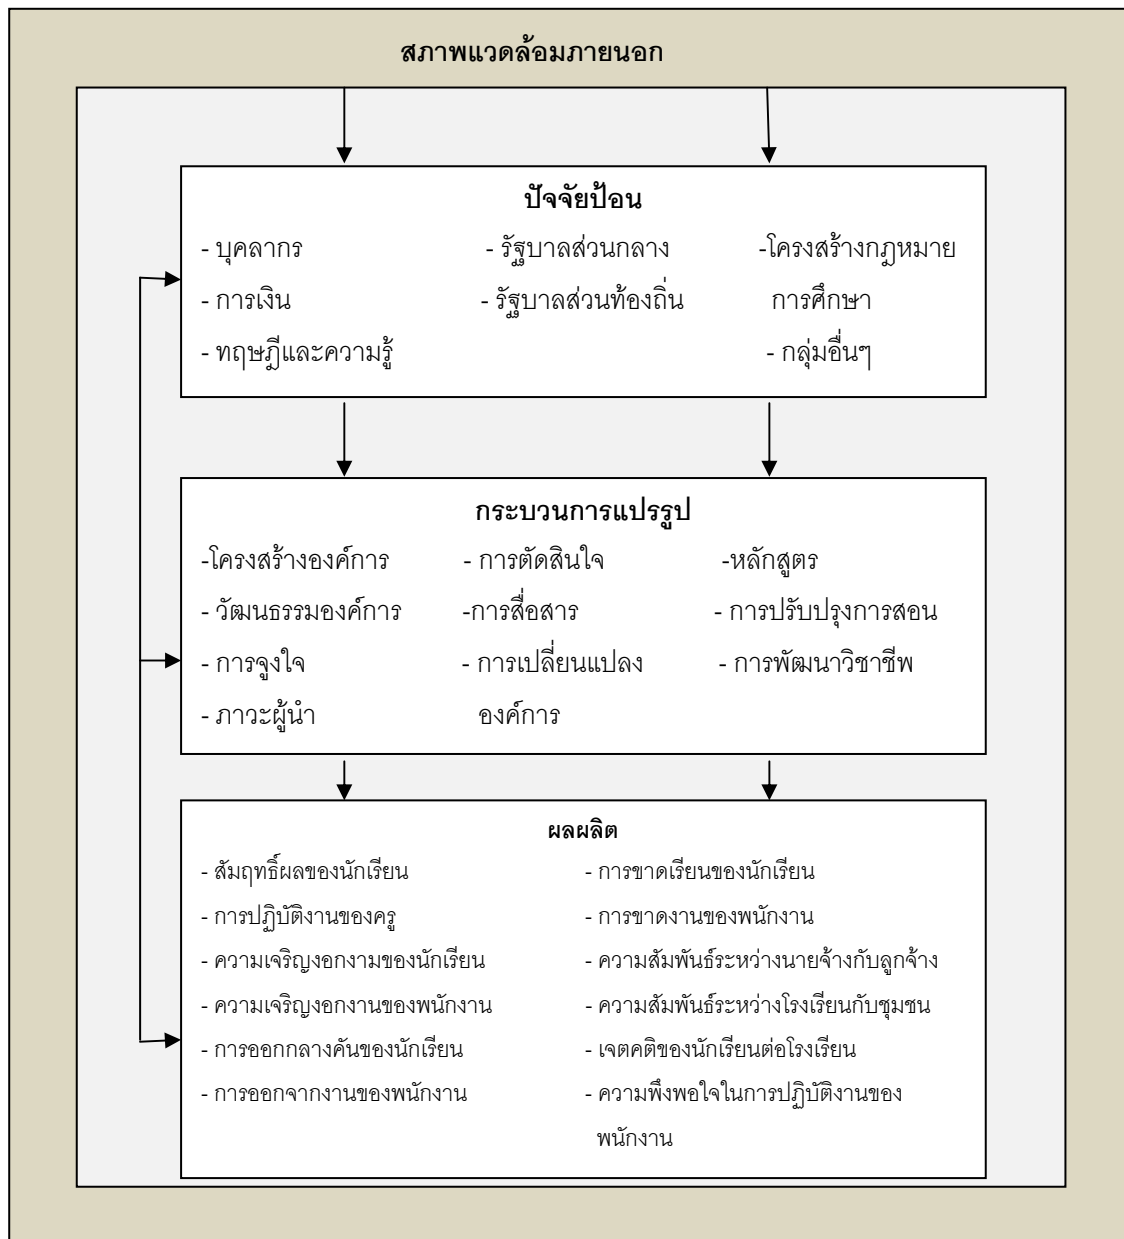 สภาพแวดล้อมภายนอก
ปัจจัยป้อน
- บุคลากร - รัฐบาลส่วนกลาง -โครงสร้างกฎหมาย
- การเงิน - รัฐบาลส่วนท้องถิ่น การศึกษา
- ทฤษฎีและความรู้ - กลุ่มอื่นๆ
กระบวนการแปรรูป
-โครงสร้างองค์การ - การตัดสินใจ -หลักสูตร
- วัฒนธรรมองค์การ -การสื่อสาร - การปรับปรุงการสอน
- การจูงใจ - การเปลี่ยนแปลง - การพัฒนาวิชาชีพ
- ภาวะผู้นำ องค์การ
ผลผลิต
- สัมฤทธิ์ผลของนักเรียน - การขาดเรียนของนักเรียน
- การปฏิบัติงานของครู - การขาดงานของพนักงาน
- ความเจริญงอกงามของนักเรียน - ความสัมพันธ์ระหว่างนายจ้างกับลูกจ้าง
- ความเจริญงอกงานของพนักงาน - ความสัมพันธ์ระหว่างโรงเรียนกับชุมชน
- การออกกลางคันของนักเรียน - เจตคติของนักเรียนต่อโรงเรียน
- การออกจากงานของพนักงาน - ความพึงพอใจในการปฏิบัติงานของ
พนักงาน